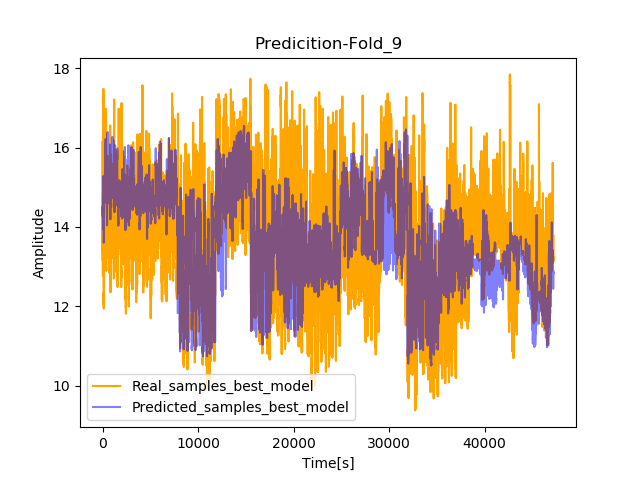 Predicition-Fold_9
18
16
14
12
10
Amplitude
Real_samples_best_model
Predicted_samples_best_model
0
10000
20000
30000
40000
Time[s]